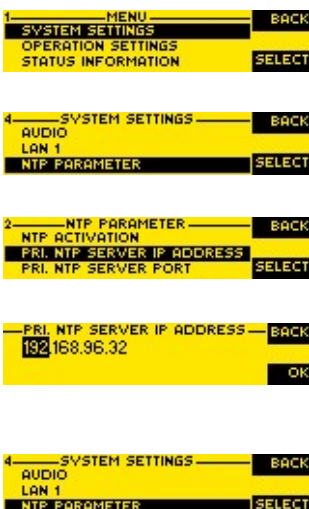 1 MENU BACK
SYSTEM SETTINGS
OPERATION SETTINGS
STATUS INFORMATION SELECT
4 SYSTEM SETTINGS BACK
AUDIO
LAN 1
NTP PARAMETER SELECT
2 NTP PARAMETER BACK
NTP ACTIVATION
PRI. NTP SERVER IP ADDRESS
PRI. NTP SERVER PORT SELECT
PRI. NTP SERVER IP ADDRESS BACK
192.168.96.32
OK
4 SYSTEM SETTINGS BACK
AUDIO
LAN 1
NTP PARAMETER SELECT